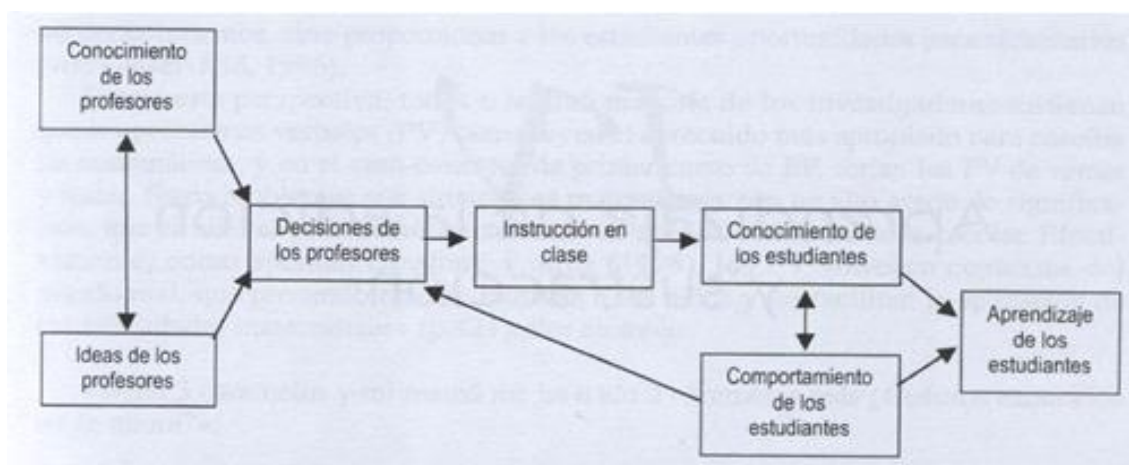 Conocimiento
de los
profesores
Ideas de los
profesores
Decisiones de
los profesores
Instrucción en
clase
Conocimiento de
los estudiantes
Comportamiento
de los
estudiantes
Aprendizaje
de los
estudiantes